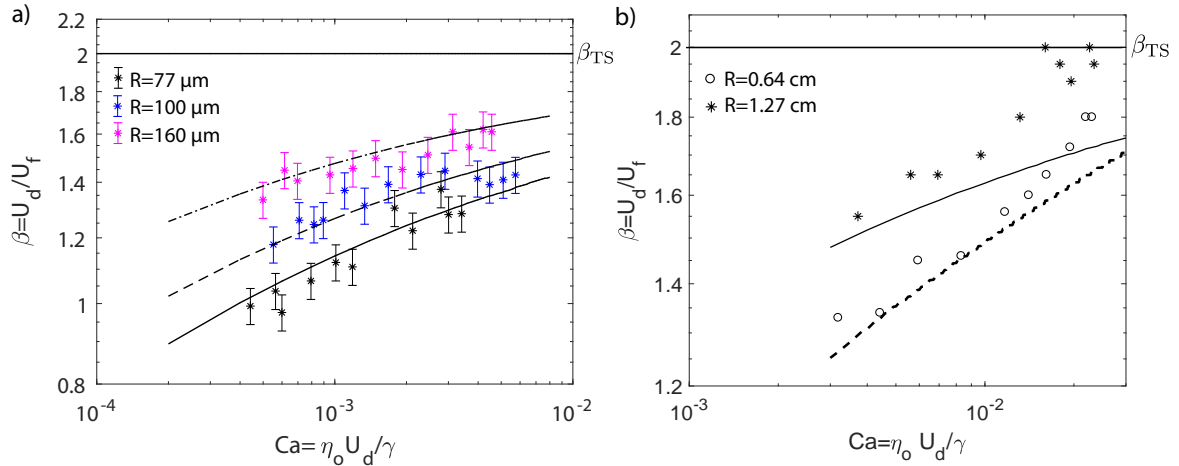 a)
2.2
2
1.8
1.6
1.4
1.2
1
0.8
β_TS
R=77 μm
R=100 μm
R=160 μm
β=U_d/U_f
10^-4
10^-3
10^-2
Ca= η_o U_d/γ
b)
2
1.8
1.6
1.4
1.2
β_TS
R=0.64 cm
R=1.27 cm
β=U_d/U_f
10^-3
10^-2
Ca=η_o U_d/γ